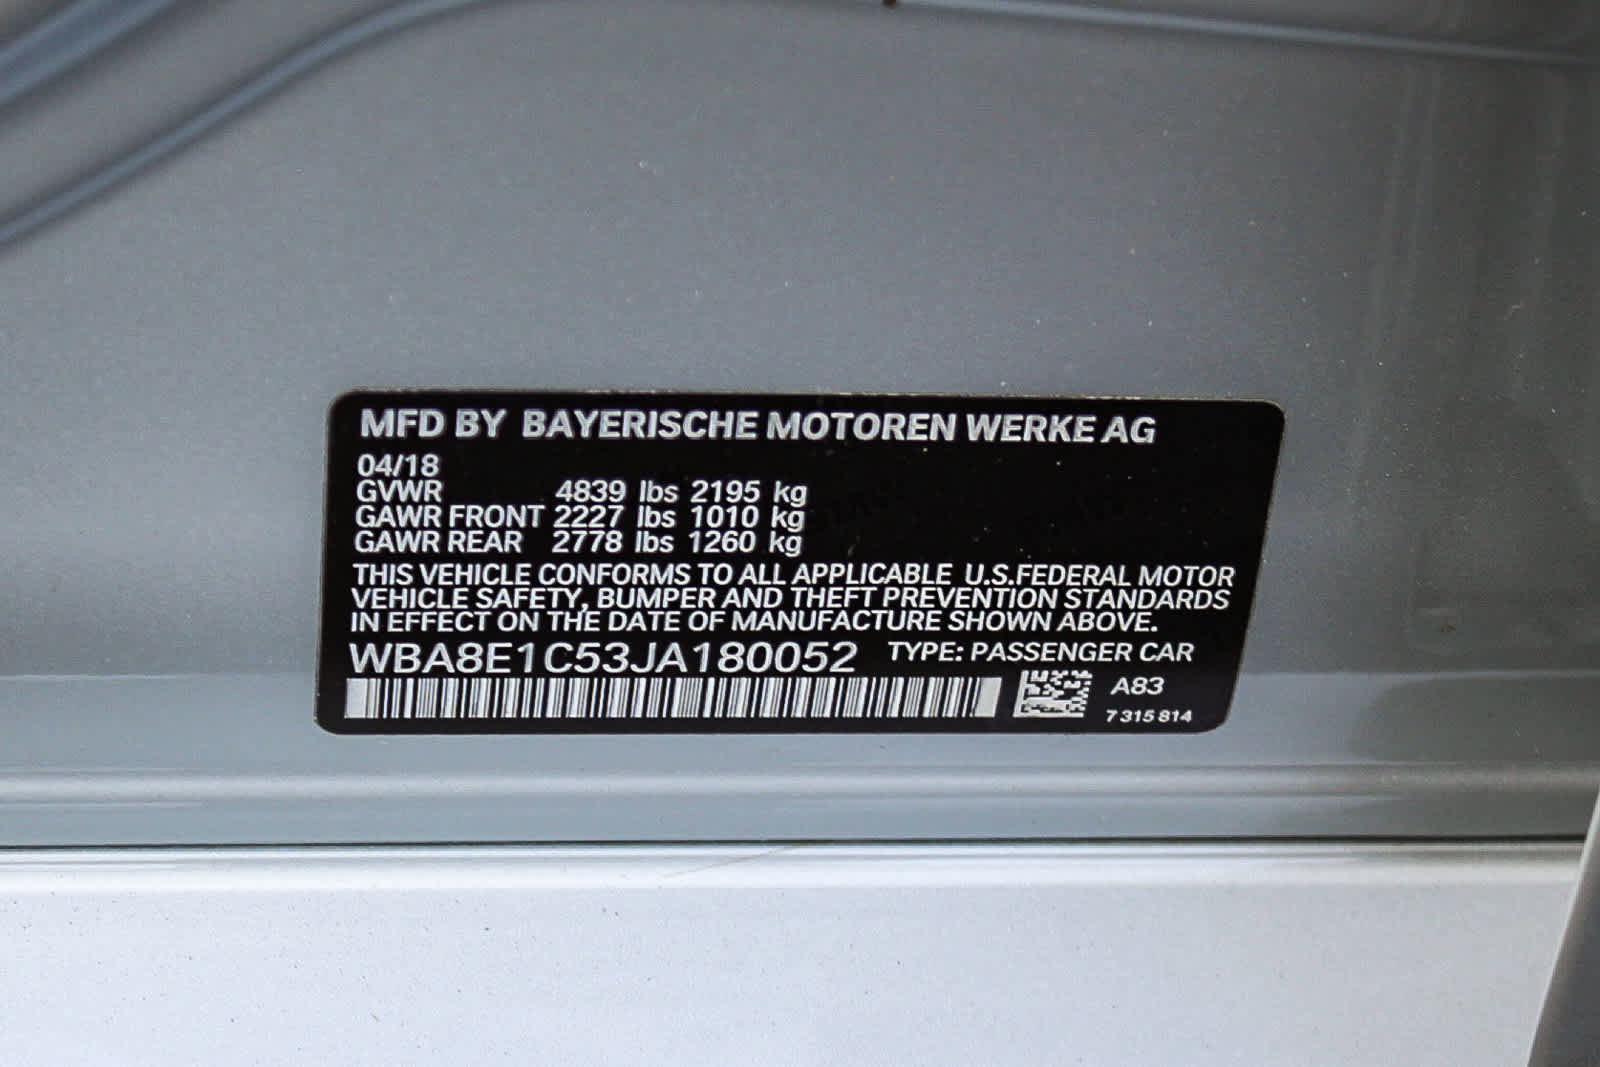 MFD BY BAYERISCHE MOTOREN WERKE AG
04/18
GVWR 4839 lbs 2195 kg
GAWR FRONT 2227 lbs 1010 kg
GAWR REAR 2778 lbs 1260 kg
THIS VEHICLE CONFORMS TO ALL APPLICABLE U.S.FEDERAL MOTOR
VEHICLE SAFETY, BUMPER AND THEFT PREVENTION STANDARDS
IN EFFECT ON THE DATE OF MANUFACTURE SHOWN ABOVE.
WBA8E1C53JA180052 TYPE: PASSENGER CAR
A83
7 315 814